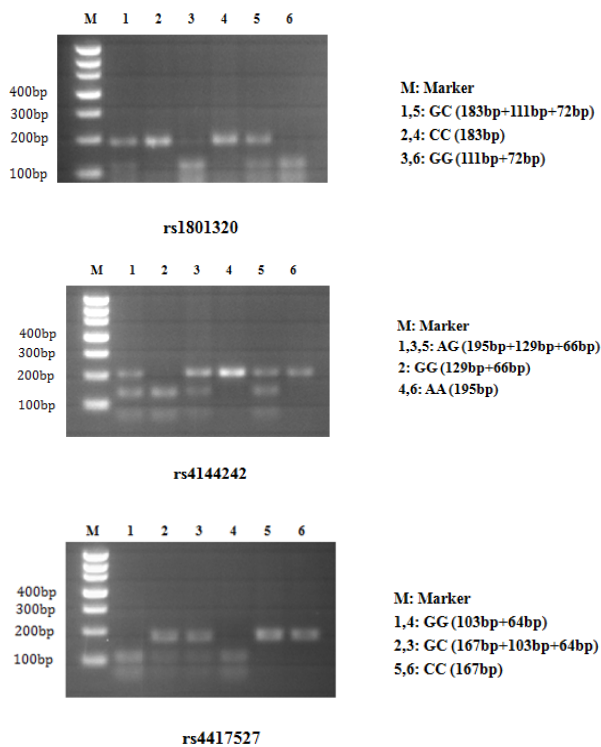 M 1 2 3 4 5 6
400bp
300bp
200bp
100bp
M: Marker
1,5: GC (183bp+111bp+72bp)
2,4: CC (183bp)
3,6: GG (111bp+72bp)
rs1801320
M 1 2 3 4 5 6
400bp
300bp
200bp
100bp
M: Marker
1,3,5: AG (195bp+129bp+66bp)
2: GG (129bp+66bp)
4,6: AA (195bp)
rs4144242
M 1 2 3 4 5 6
400bp
300bp
200bp
100bp
M: Marker
1,4: GG (103bp+64bp)
2,3: GC (167bp+103bp+64bp)
5,6: CC (167bp)
rs4417527